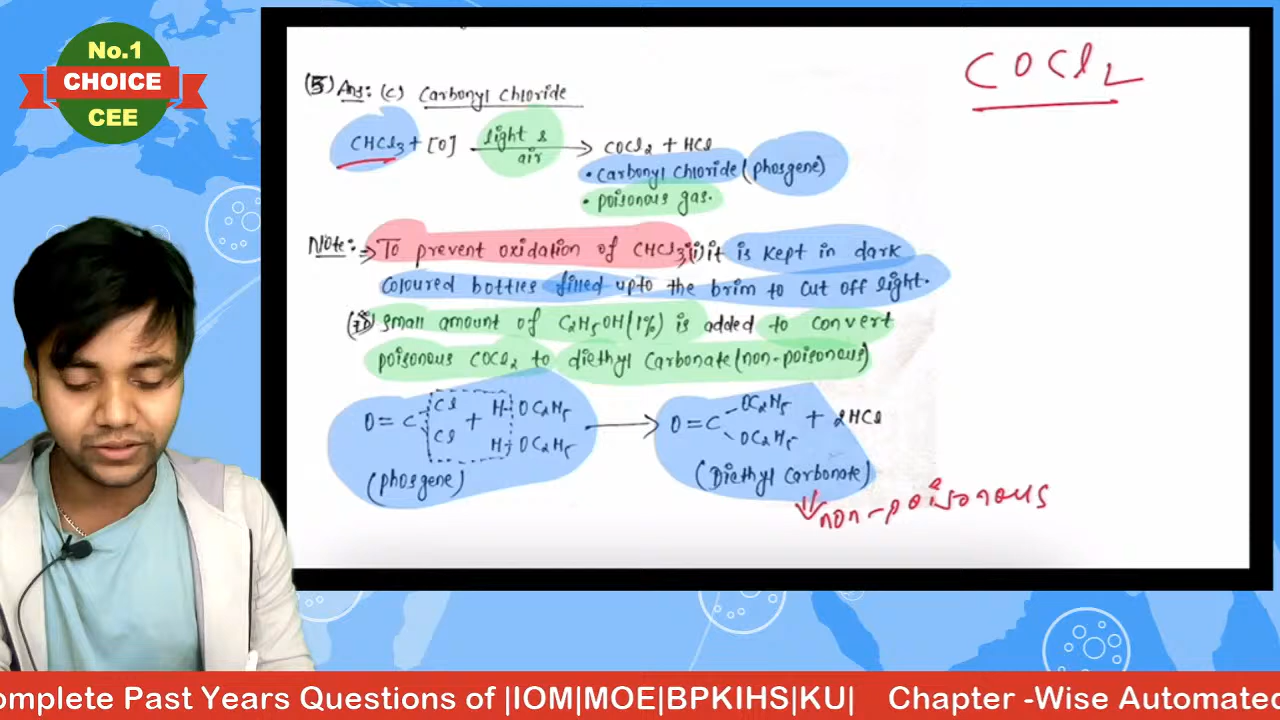 No.1
CHOICE
CEE
COCl2
(5) Ans: (c) Carbonyl Chloride
CHCl3 + [O] light & air → COCl2 + HCl
• Carbonyl Chloride (phosgene)
• poisonous gas.
Note:- → To prevent oxidation of CHCl3, (i) it is kept in dark
coloured bottles filled upto the brim to cut off light.
(ii) small amount of C2H5OH (1%) is added to convert
poisonous COCl2 to diethyl Carbonate (non-poisonous)
O = C Cl Cl + H OC2H5 H OC2H5 → O = C OC2H5 OC2H5 + 2HCl
(phosgene) (Diethyl Carbonate)
non-poisonous
omplete Past Years Questions of ||IOM|MOE|BPKIHS|KU| Chapter -Wise Automated